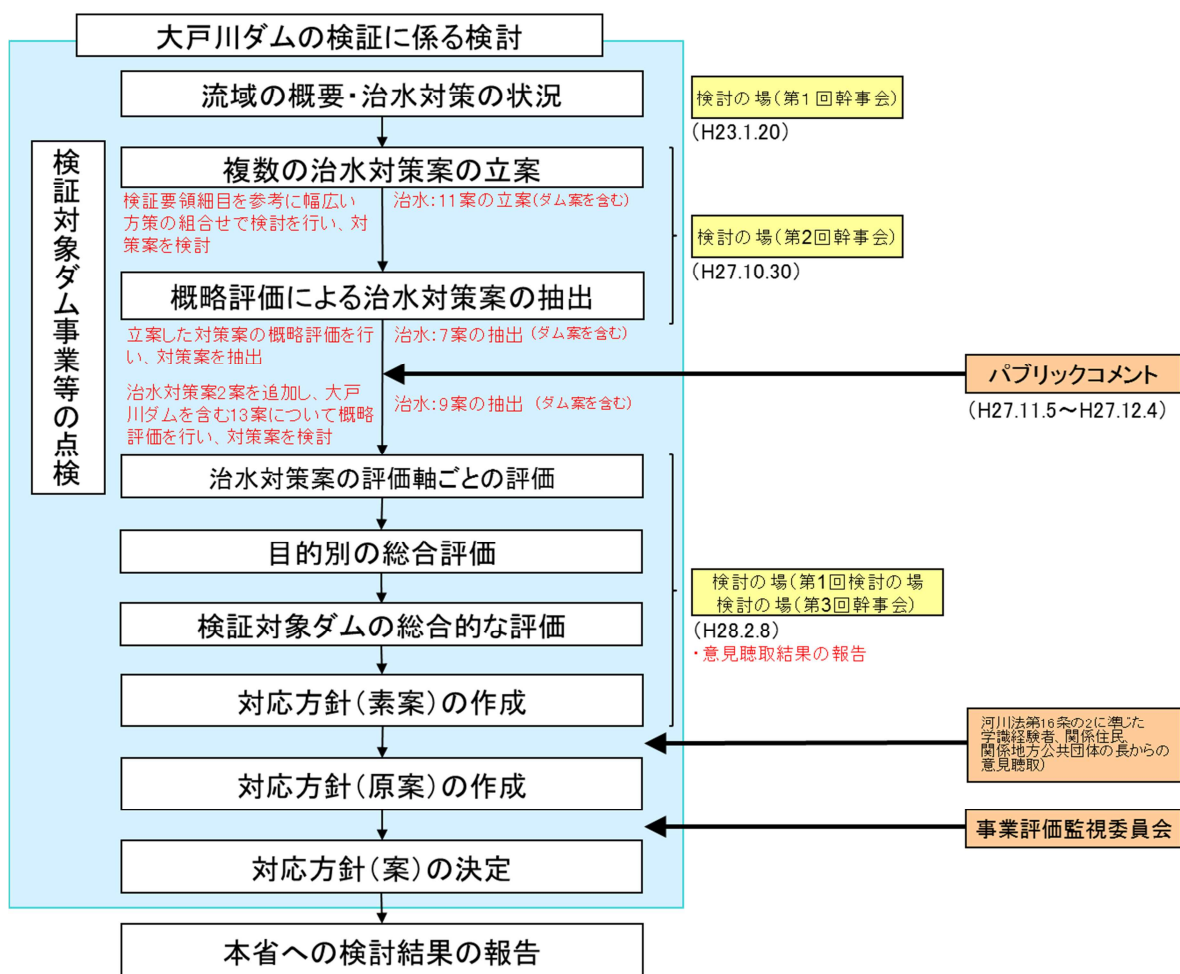 大戸川ダムの検証に係る検討
流域の概要・治水対策の状況
検討の場(第1回幹事会)
(H23.1.20)
検証対象ダム事業等の点検
複数の治水対策案の立案
検証要領細目を参考に幅広い
方策の組合せで検討を行い、対
策案を検討
治水:11案の立案(ダム案を含む)
検討の場(第2回幹事会)
(H27.10.30)
概略評価による治水対策案の抽出
立案した対策案の概略評価を行
い、対策案を抽出
治水:7案の抽出(ダム案を含む)
パブリックコメント
(H27.11.5～H27.12.4)
治水対策案2案を追加し、大戸
川ダムを含む13案について概略
評価を行い、対策案を検討
治水:9案の抽出(ダム案を含む)
治水対策案の評価軸ごとの評価
目的別の総合評価
検討の場(第1回検討の場
検討の場(第3回幹事会)
(H28.2.8)
・意見聴取結果の報告
検証対象ダムの総合的な評価
対応方針(素案)の作成
河川法第16条の2に準じた
学識経験者、関係住民、
関係地方公共団体の長からの
意見聴取)
対応方針(原案)の作成
事業評価監視委員会
対応方針(案)の決定
本省への検討結果の報告